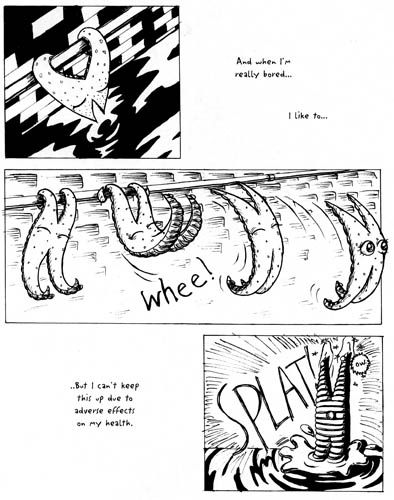 And when I'm
really bored...
I like to...
Whee!
SPLAT!
OW!
..But I can't keep
this up due to
adverse effects
on my health.